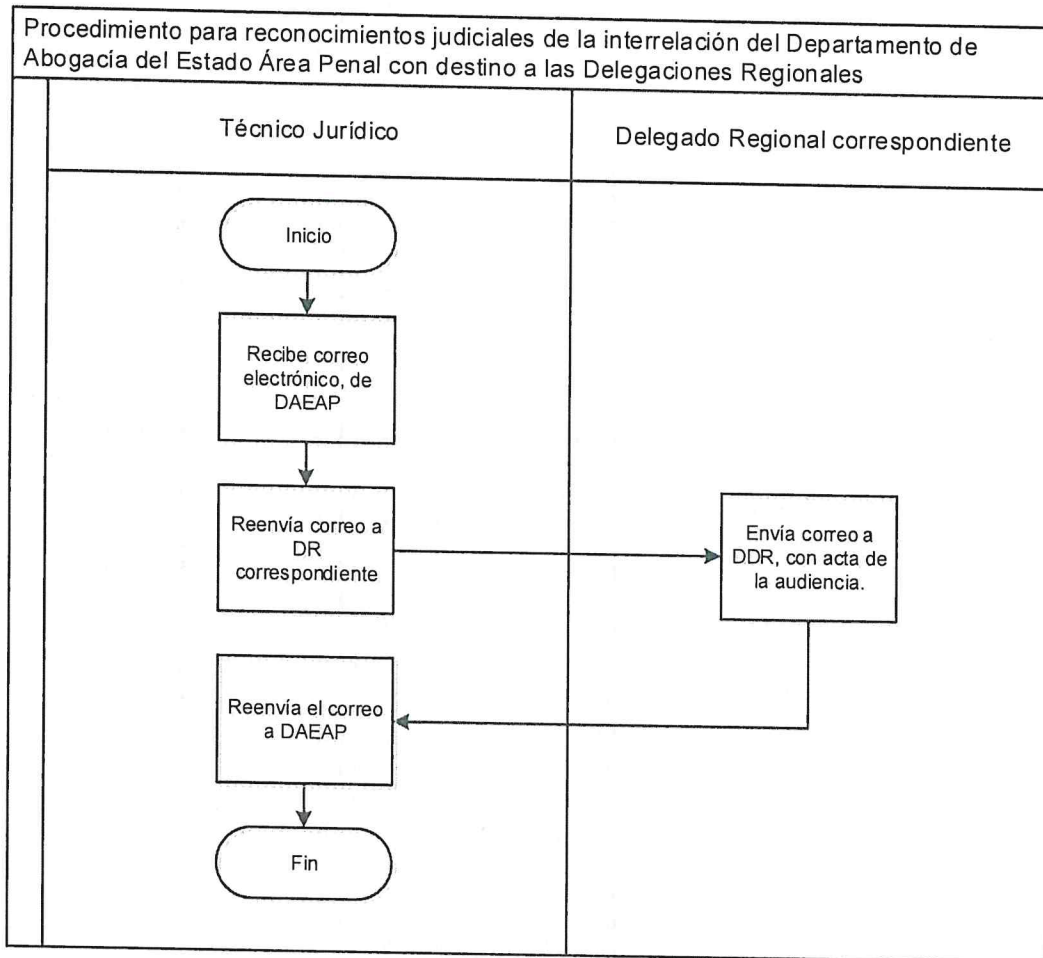 Procedimiento para reconocimientos judiciales de la interrelación del Departamento de
Abogacía del Estado Área Penal con destino a las Delegaciones Regionales
Técnico Jurídico
Delegado Regional correspondiente
Inicio
Recibe correo
electrónico, de
DAEAP
Reenvía correo a
DR
correspondiente
Envía correo a
DDR, con acta de
la audiencia.
Reenvía el correo
a DAEAP
Fin